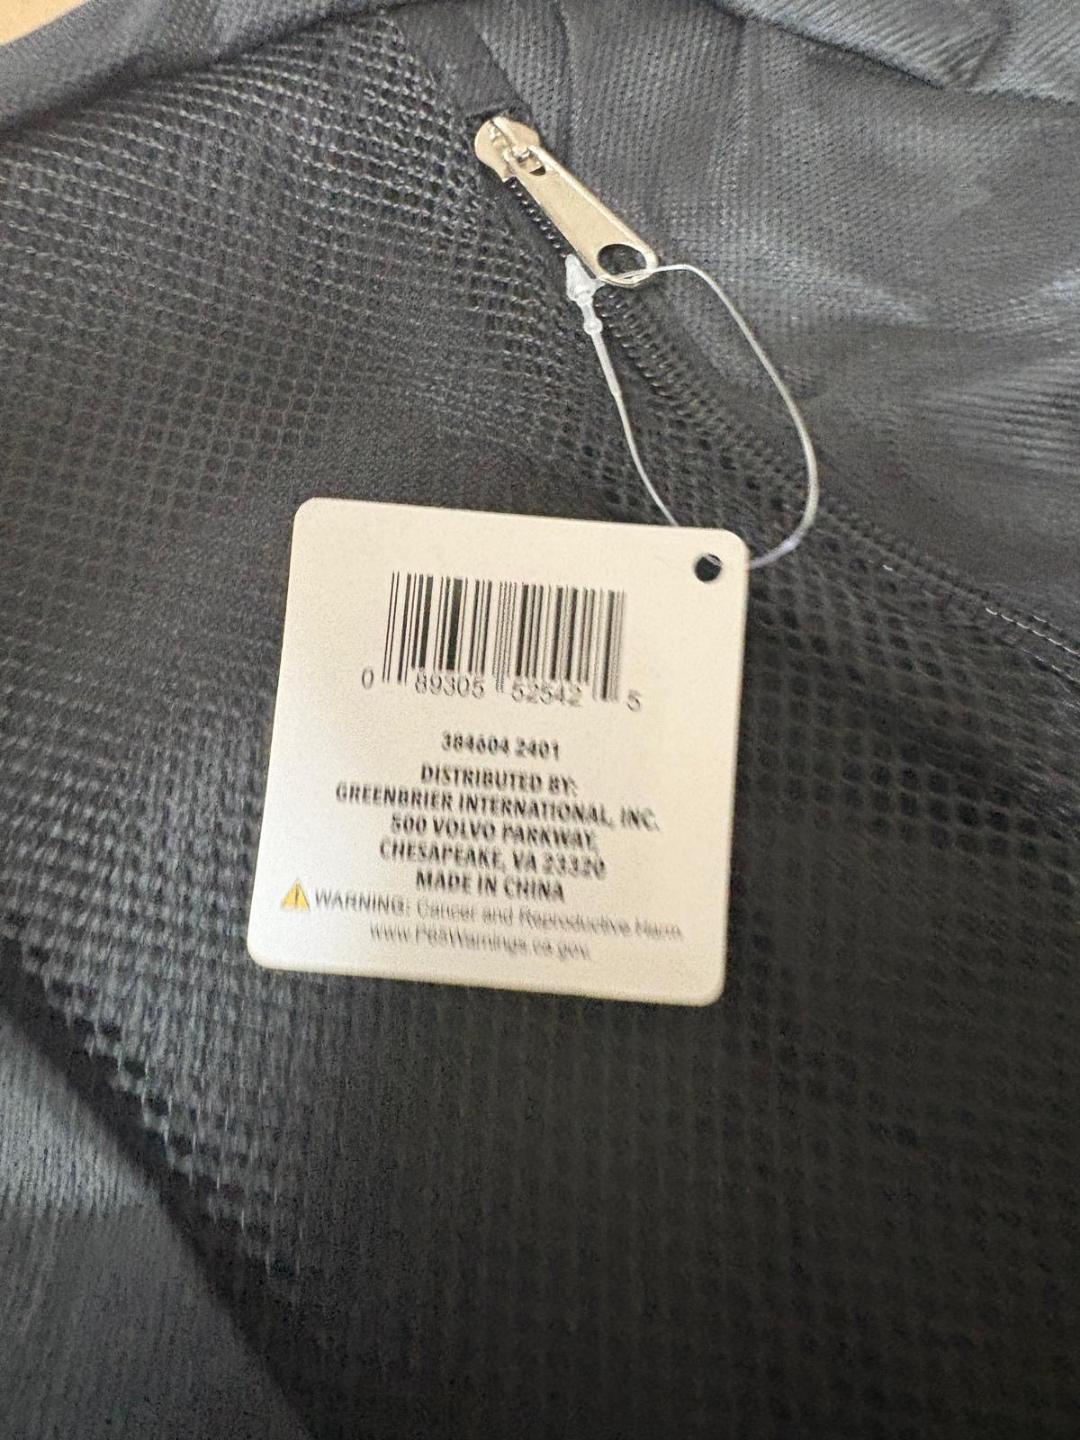 0 89305 52542 5
384604 2401
DISTRIBUTED BY:
GREENBRIER INTERNATIONAL, INC.
500 VOLVO PARKWAY,
CHESAPEAKE, VA 23320
MADE IN CHINA
WARNING: Cancer and Reproductive Harm
www.P65Warnings.ca.gov.